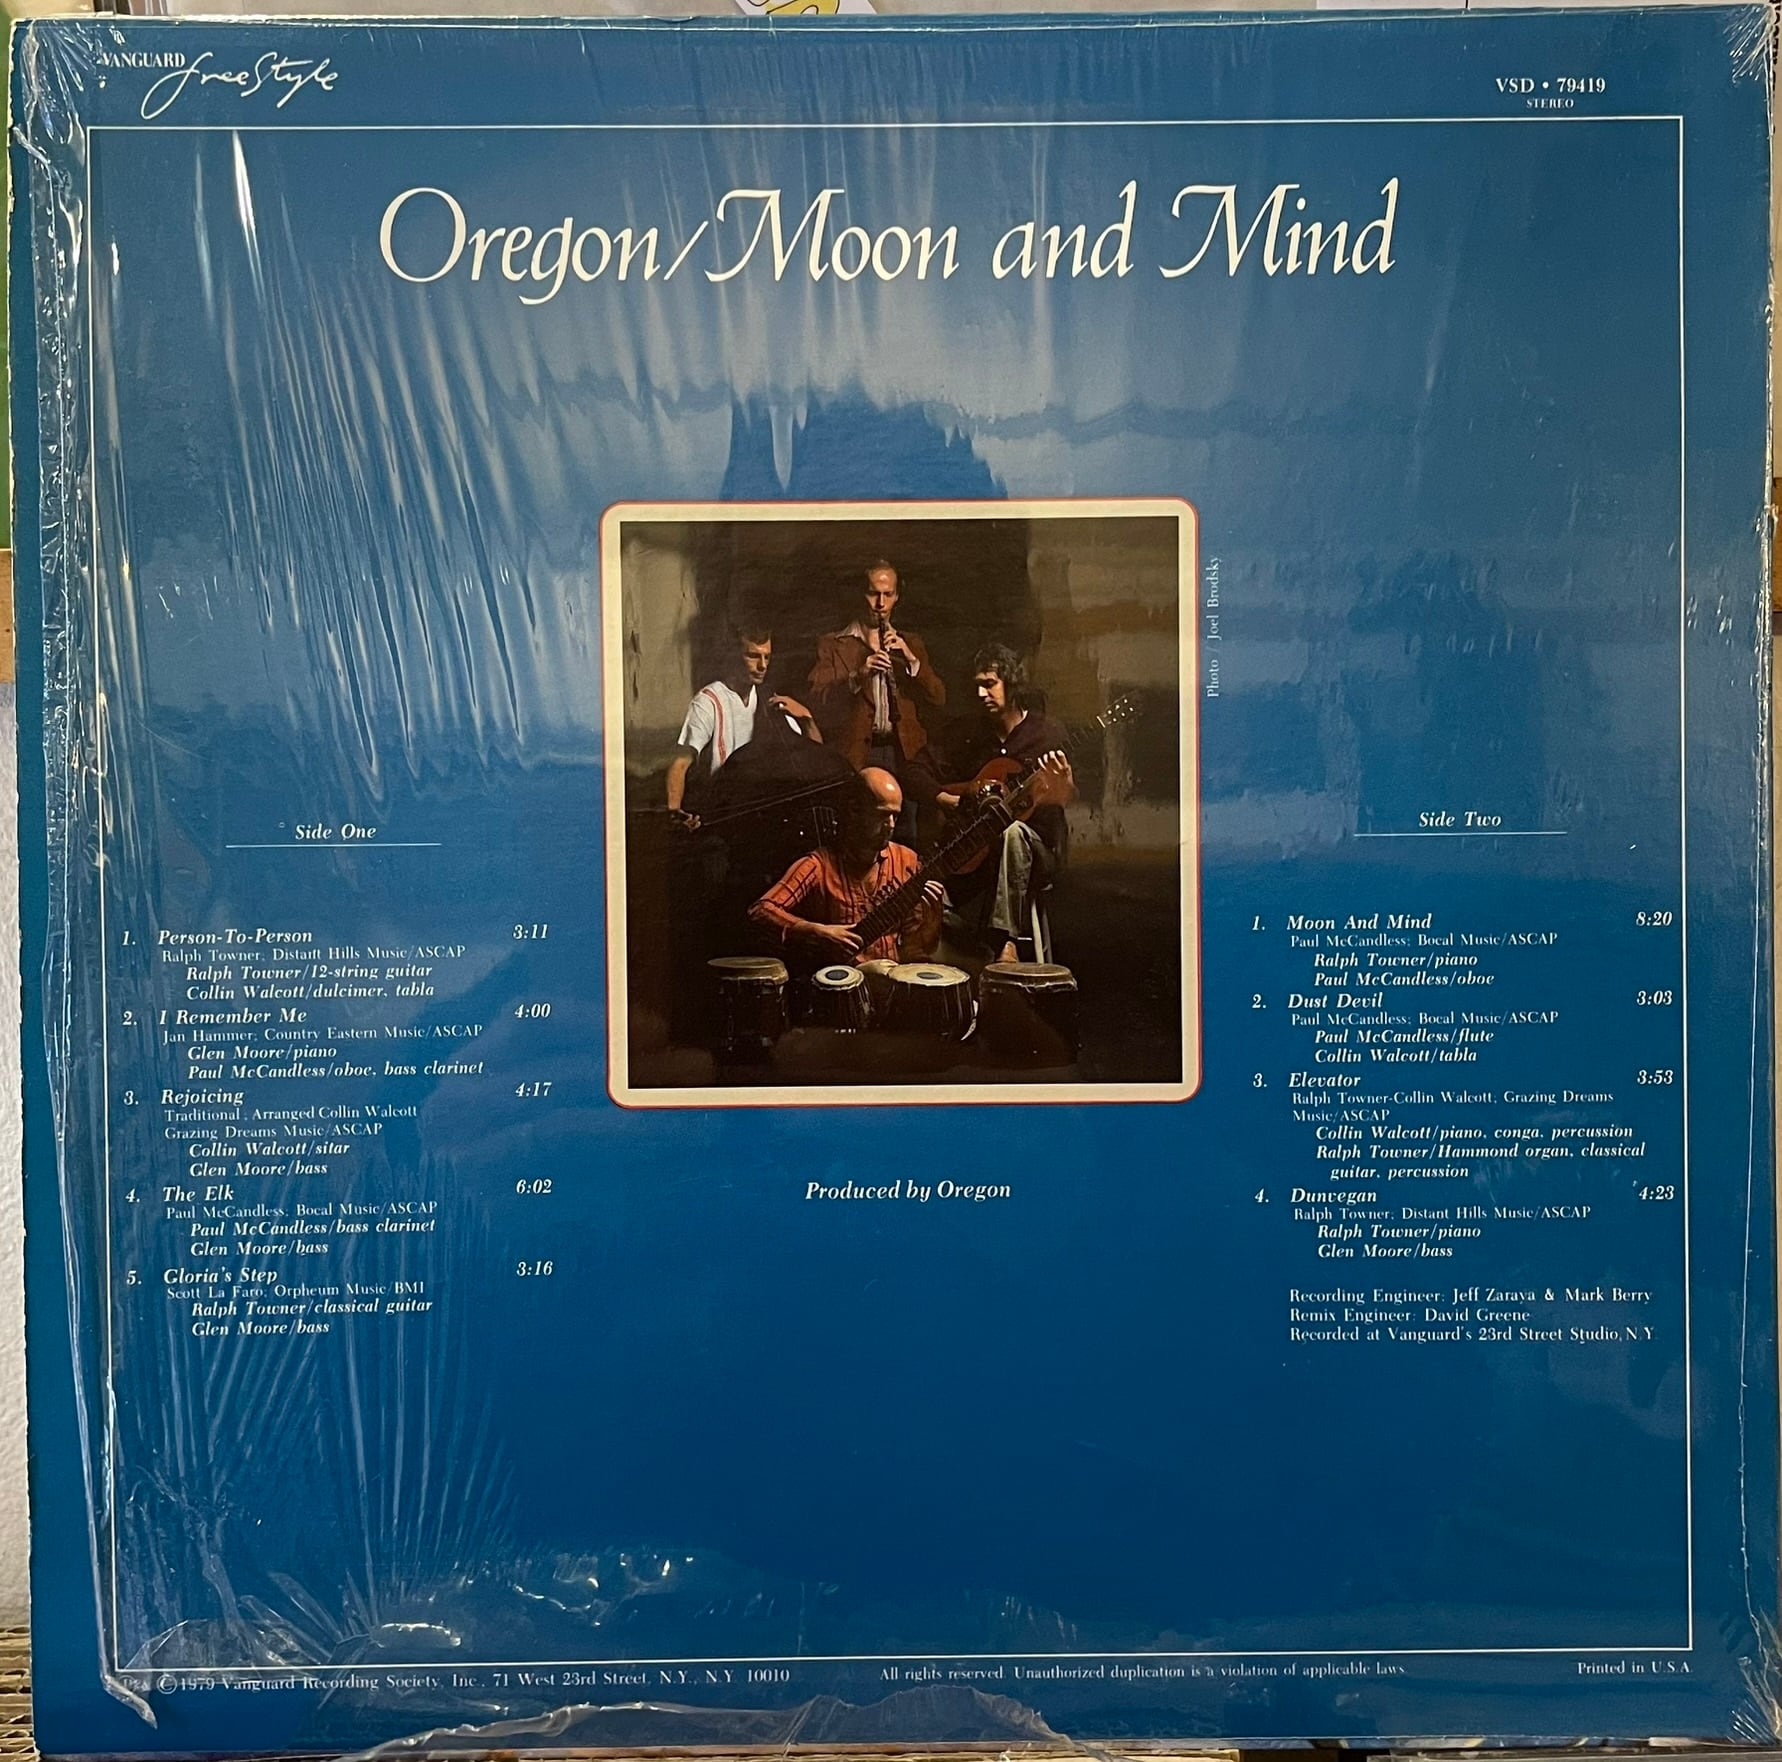 VANGUARD freeStyle
VSD • 79419
STEREO
Oregon/Moon and Mind
Photo / Joel Brodsky
Side One
1. Person-To-Person 3:11
Ralph Towner; Distant Hills Music/ASCAP
Ralph Towner/12-string guitar
Collin Walcott/dulcimer, tabla
2. I Remember Me 4:00
Jan Hammer; Country Eastern Music/ASCAP
Glen Moore/piano
Paul McCandless/oboe, bass clarinet
3. Rejoicing 4:17
Traditional; Arranged Collin Walcott
Grazing Dreams Music/ASCAP
Collin Walcott/sitar
Glen Moore/bass
4. The Elk 6:02
Paul McCandless; Bocal Music/ASCAP
Paul McCandless/bass clarinet
Glen Moore/bass
5. Gloria's Step 3:16
Scott La Faro; Orpheum Music/BMI
Ralph Towner/classical guitar
Glen Moore/bass
Side Two
1. Moon And Mind 8:20
Paul McCandless; Bocal Music/ASCAP
Ralph Towner/piano
Paul McCandless/oboe
2. Dust Devil 3:03
Paul McCandless; Bocal Music/ASCAP
Paul McCandless/flute
Collin Walcott/tabla
3. Elevator 3:53
Ralph Towner-Collin Walcott; Grazing Dreams
Music/ASCAP
Collin Walcott/piano, conga, percussion
Ralph Towner/Hammond organ, classical
guitar, percussion
4. Dunvegan 4:23
Ralph Towner; Distant Hills Music/ASCAP
Ralph Towner/piano
Glen Moore/bass
Recording Engineer: Jeff Zaraya & Mark Berry
Remix Engineer: David Greene
Recorded at Vanguard's 23rd Street Studio, N.Y.
Produced by Oregon
© 1979 Vanguard Recording Society, Inc., 71 West 23rd Street, N.Y., N.Y. 10010
All rights reserved. Unauthorized duplication is a violation of applicable laws.
Printed in U.S.A.